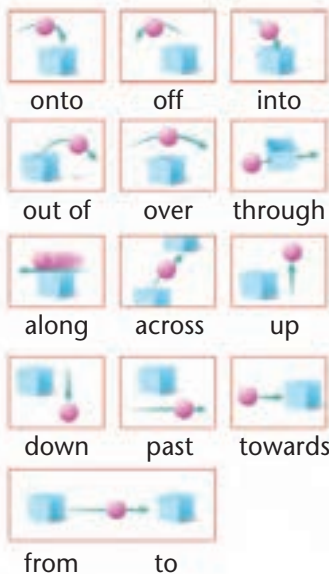 onto off into
out of over through
along across up
down past towards
from to